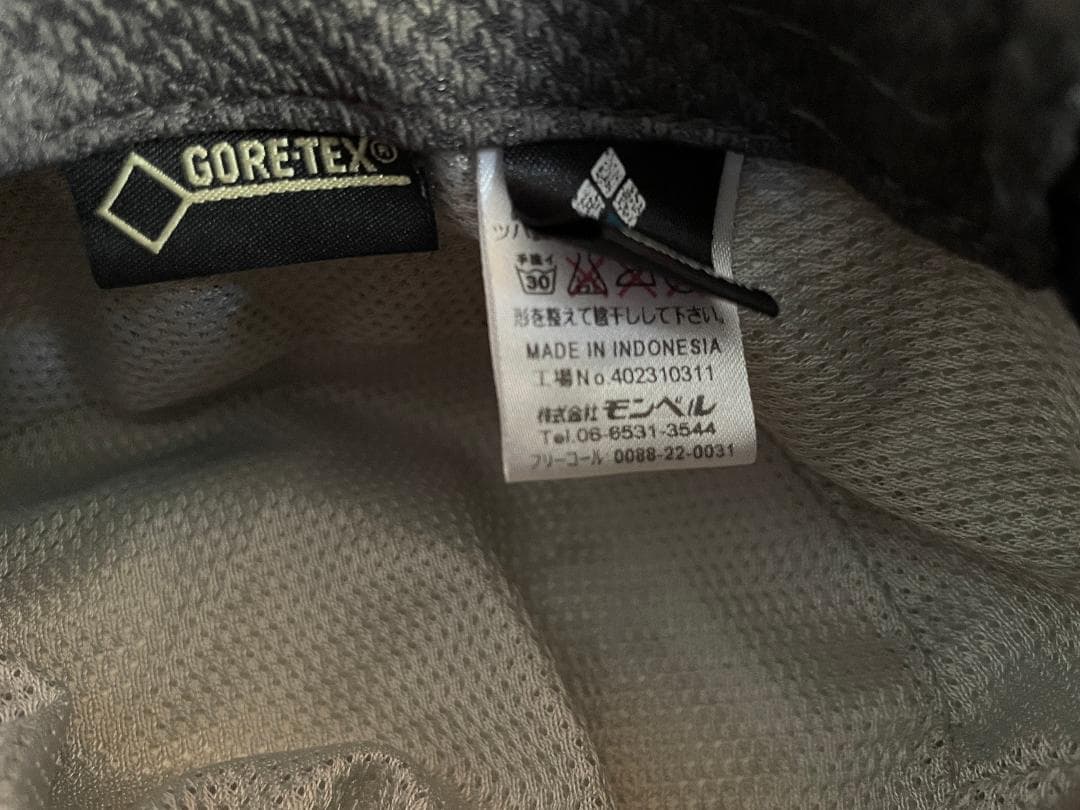 GORE-TEX®
ツバ
手洗イ
30
形を整えて陰干しして下さい。
MADE IN INDONESIA
工場No.402310311
株式会社 モンベル
Tel.06-6531-3544
フリーコール 0088-22-0031